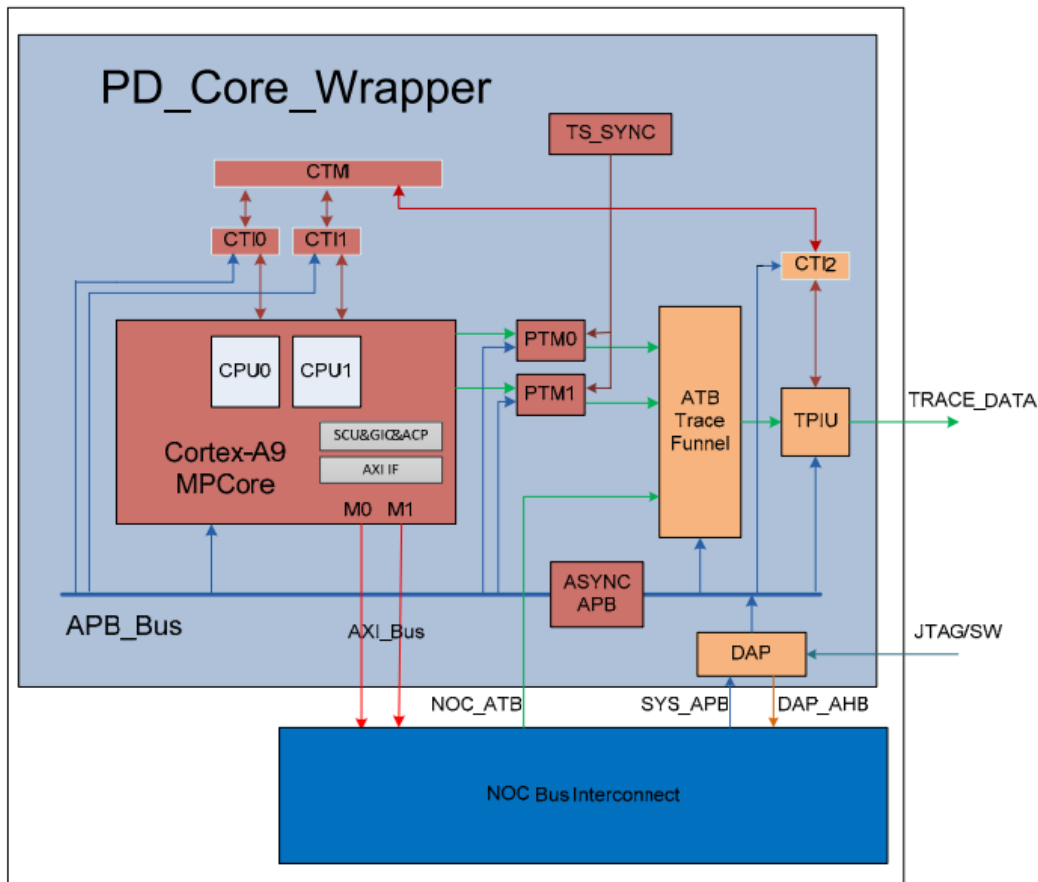 PD_Core_Wrapper
TS_SYNC
CTM
CTI0
CTI1
CTI2
CPU0
CPU1
PTM0
PTM1
ATB
Trace
Funnel
TPIU
TRACE_DATA
SCU&GIC&ACP
AXI IF
Cortex-A9
MPCore
M0
M1
ASYNC
APB
APB_Bus
AXI_Bus
DAP
JTAG/SW
NOC_ATB
SYS_APB
DAP_AHB
NOC Bus Interconnect